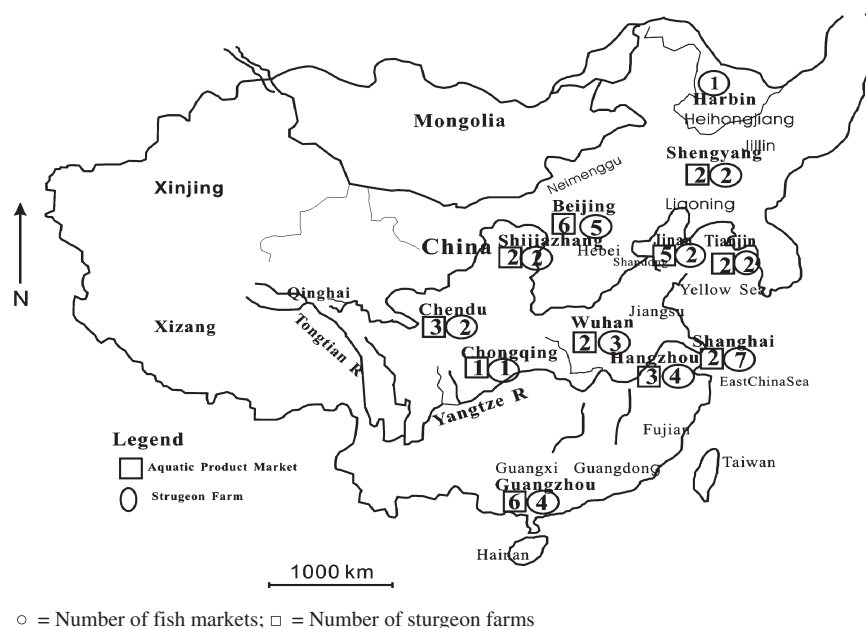 1
Harbin
Heihongjiang
Jillin
Mongolia
Shengyang
2 2
Neimenggu
Xinjing
Liaoning
Beijing
6 5
China
Shijiazhang
Hebei
2 2
Jinan
Shandong
5 2
Tianjin
2 2
Yellow Sea
Qinghai
Jiangsu
Chendu
3 2
Xizang
Tongtian R
Wuhan
2 3
Shanghai
2 7
Chongqing
1 1
Hangzhou
3 4
EastChinaSea
Yangtze R
Fujian
Legend
Aquatic Product Market
Strugeon Farm
Guangxi Guangdong
Taiwan
Guangzhou
6 4
Hainan
1000 km
N
○ = Number of fish markets; □ = Number of sturgeon farms